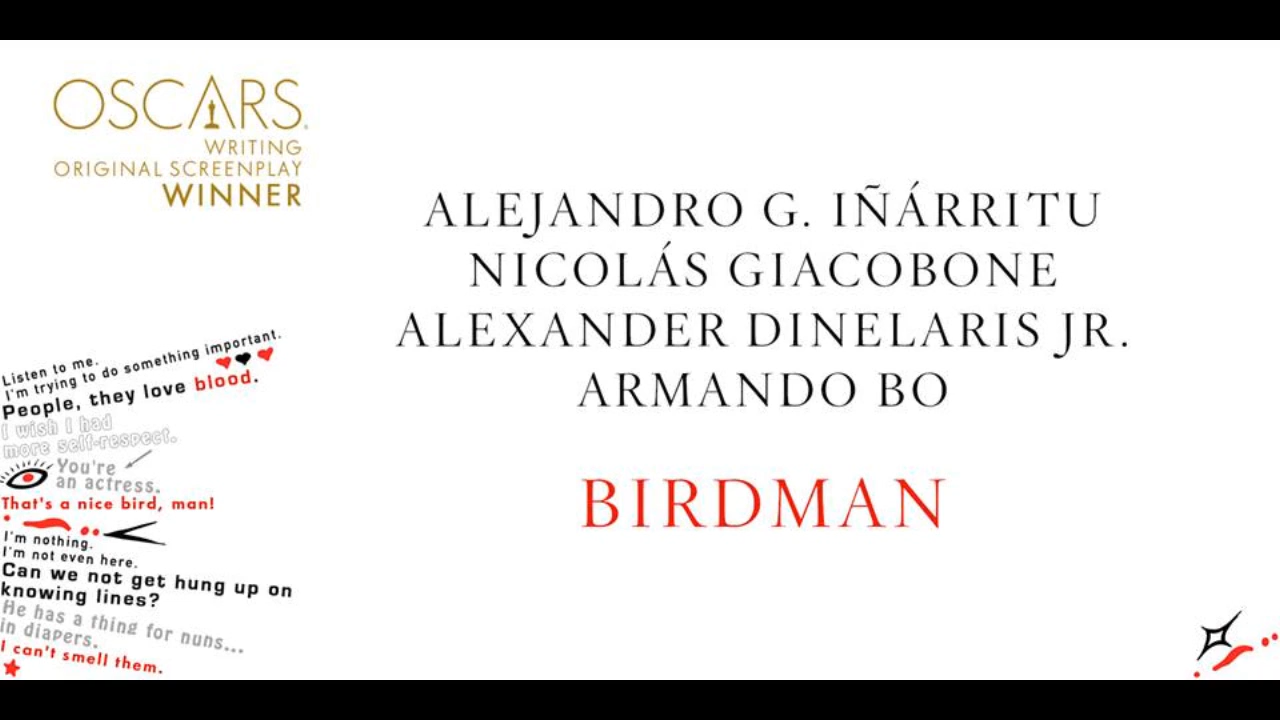 OSCARS®
WRITING
ORIGINAL SCREENPLAY
WINNER
ALEJANDRO G. IÑÁRRITU
NICOLÁS GIACOBONE
ALEXANDER DINELARIS JR.
ARMANDO BO
BIRDMAN
Listen to me.
I'm trying to do something important.
People, they love blood.
I wish I had
more self-respect.
You're
an actress.
That's a nice bird, man!
I'm nothing.
I'm not even here.
Can we not get hung up on
knowing lines?
He has a thing for nuns...
in diapers.
I can't smell them.